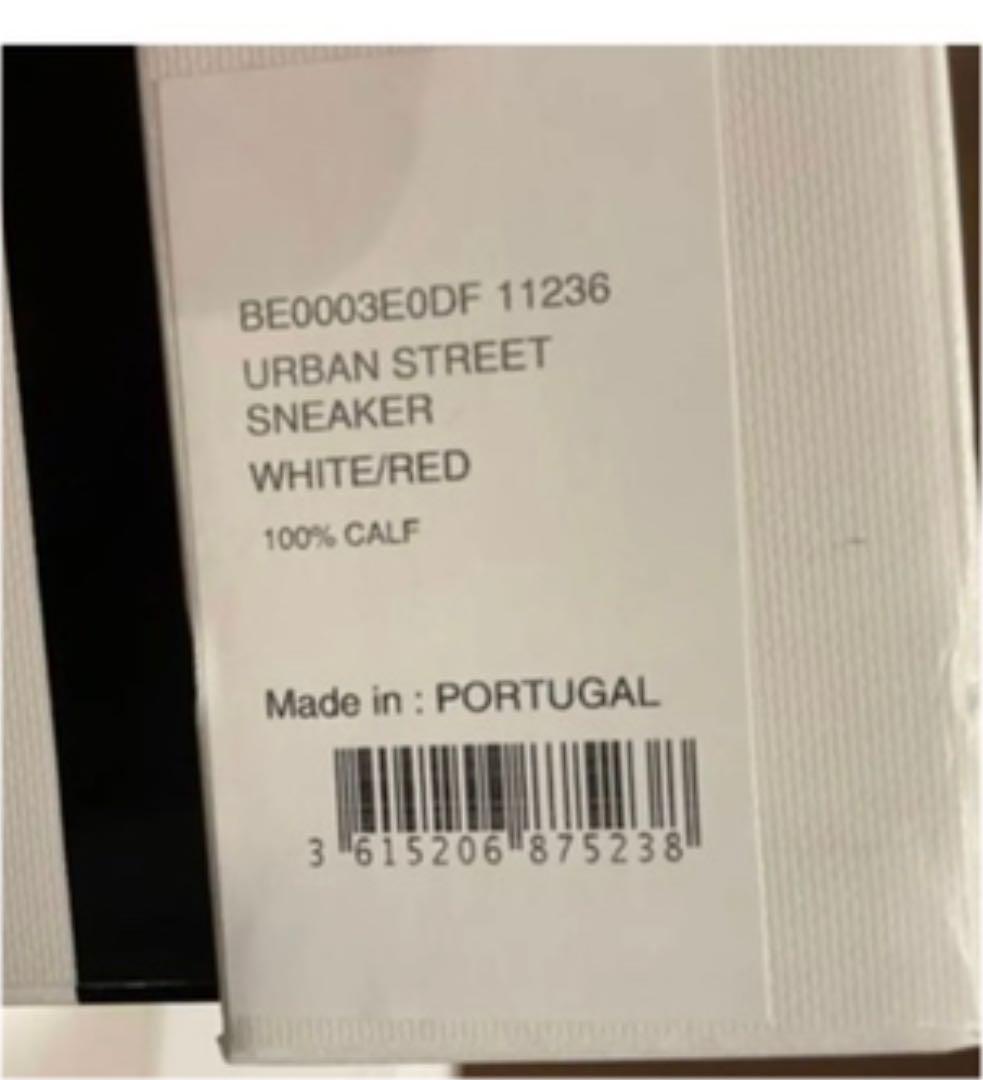 BE0003E0DF 11236
URBAN STREET
SNEAKER
WHITE/RED
100% CALF
Made in : PORTUGAL
3 615206 875238